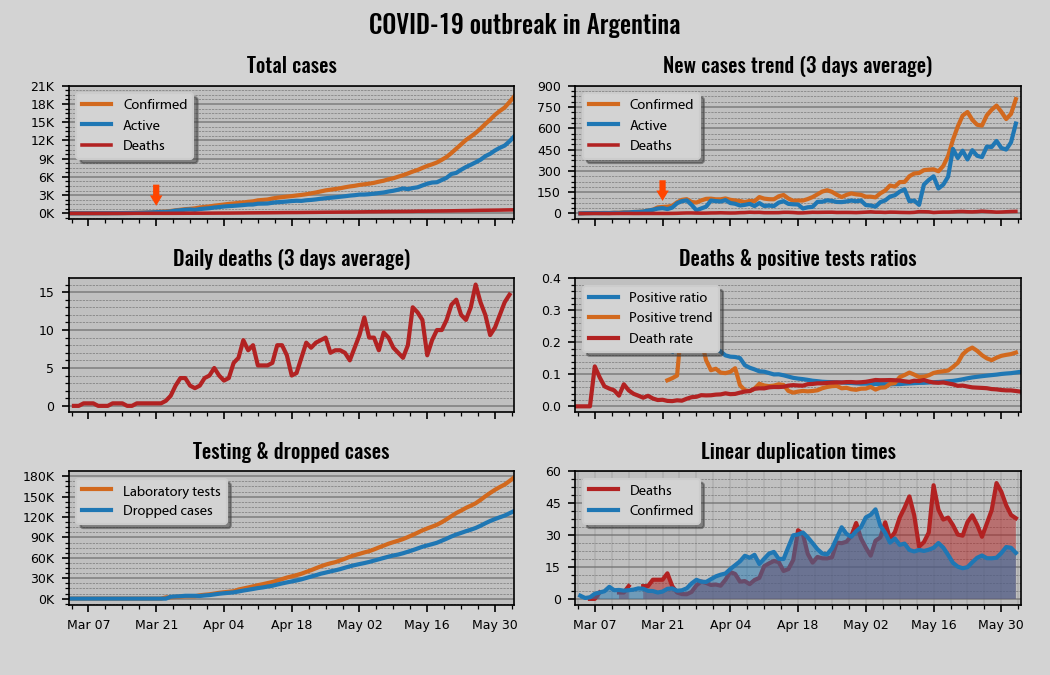 COVID-19 outbreak in Argentina
Total cases
21K
18K
15K
12K
9K
6K
3K
0K
Confirmed
Active
Deaths
New cases trend (3 days average)
900
750
600
450
300
150
0
Confirmed
Active
Deaths
Daily deaths (3 days average)
15
10
5
0
Deaths & positive tests ratios
0.4
0.3
0.2
0.1
0.0
Positive ratio
Positive trend
Death rate
Testing & dropped cases
180K
150K
120K
90K
60K
30K
0K
Laboratory tests
Dropped cases
Mar 07 Mar 21 Apr 04 Apr 18 May 02 May 16 May 30
Linear duplication times
60
45
30
15
0
Deaths
Confirmed
Mar 07 Mar 21 Apr 04 Apr 18 May 02 May 16 May 30